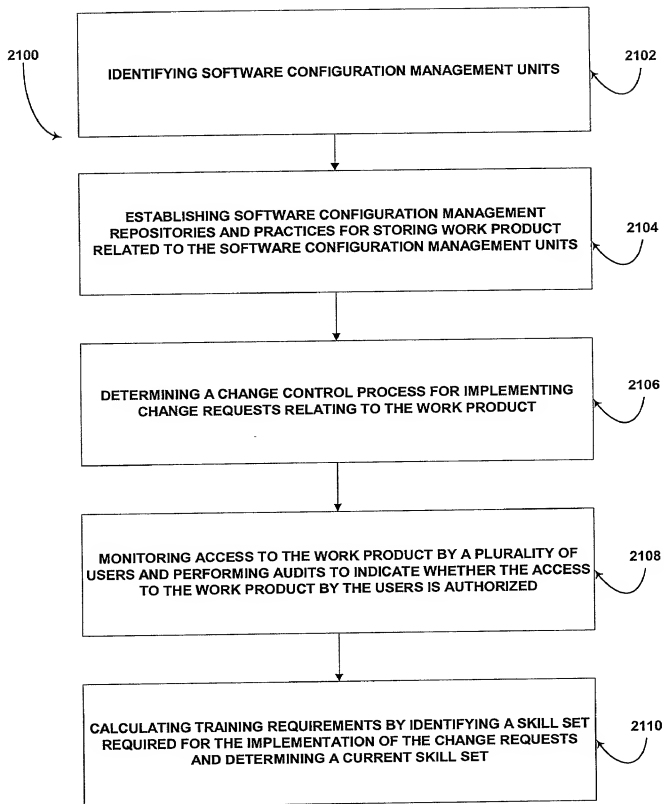 2100
IDENTIFYING SOFTWARE CONFIGURATION MANAGEMENT UNITS
2102
ESTABLISHING SOFTWARE CONFIGURATION MANAGEMENT
REPOSITORIES AND PRACTICES FOR STORING WORK PRODUCT
RELATED TO THE SOFTWARE CONFIGURATION MANAGEMENT UNITS
2104
DETERMINING A CHANGE CONTROL PROCESS FOR IMPLEMENTING
CHANGE REQUESTS RELATING TO THE WORK PRODUCT
2106
MONITORING ACCESS TO THE WORK PRODUCT BY A PLURALITY OF
USERS AND PERFORMING AUDITS TO INDICATE WHETHER THE ACCESS
TO THE WORK PRODUCT BY THE USERS IS AUTHORIZED
2108
CALCULATING TRAINING REQUIREMENTS BY IDENTIFYING A SKILL SET
REQUIRED FOR THE IMPLEMENTATION OF THE CHANGE REQUESTS
AND DETERMINING A CURRENT SKILL SET
2110